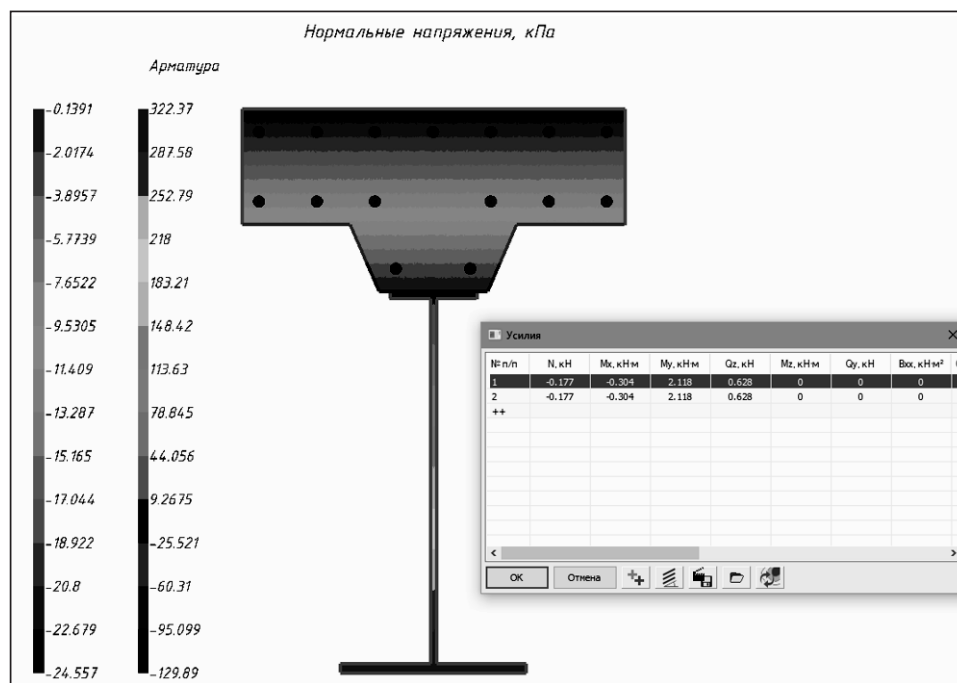 Нормальные напряжения, кПа
Арматура
-0.1391 322.37
-2.0174 287.58
-3.8957 252.79
-5.7739 218
-7.6522 183.21
-9.5305 148.42
-11.409 113.63
-13.287 78.845
-15.165 44.056
-17.044 9.2675
-18.922 -25.521
-20.8 -60.31
-22.679 -95.099
-24.557 -129.89
Усилия
№ п/п N, кН Mx, кН·м My, кН·м Qz, кН Mz, кН·м Qy, кН Bxx, кН·м²
1 -0.177 -0.304 2.118 0.628 0 0 0
2 -0.177 -0.304 2.118 0.628 0 0 0
++
OK Отмена